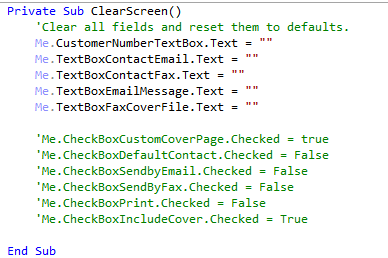 Private Sub ClearScreen()
'Clear all fields and reset them to defaults.
Me.CustomerNumberTextBox.Text = ""
Me.TextBoxContactEmail.Text = ""
Me.TextBoxContactFax.Text = ""
Me.TextBoxEmailMessage.Text = ""
Me.TextBoxFaxCoverFile.Text = ""
'Me.CheckBoxCustomCoverPage.Checked = true
'Me.CheckBoxDefaultContact.Checked = False
'Me.CheckBoxSendbyEmail.Checked = False
'Me.CheckBoxSendByFax.Checked = False
'Me.CheckBoxPrint.Checked = False
'Me.CheckBoxIncludeCover.Checked = True
End Sub